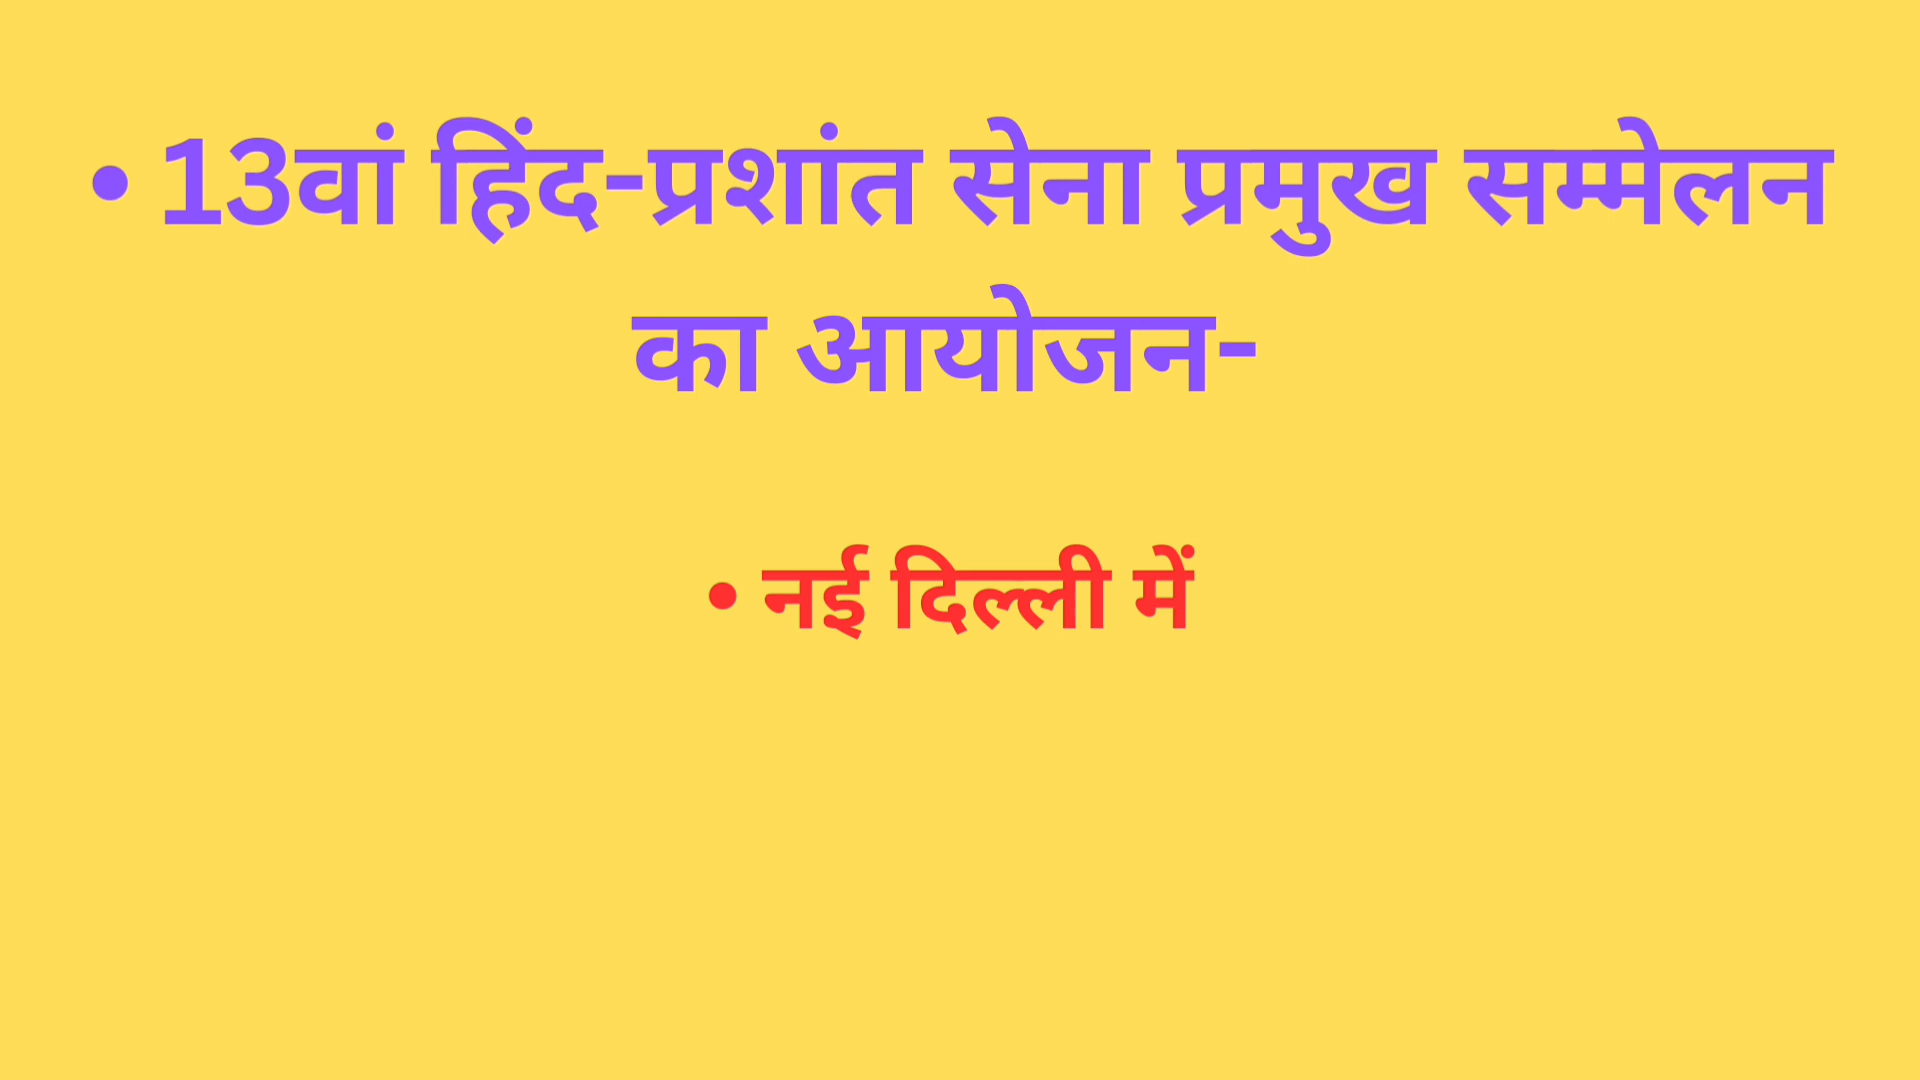 • 13वां हिंद-प्रशांत सेना प्रमुख सम्मेलन
का आयोजन-
• नई दिल्ली में